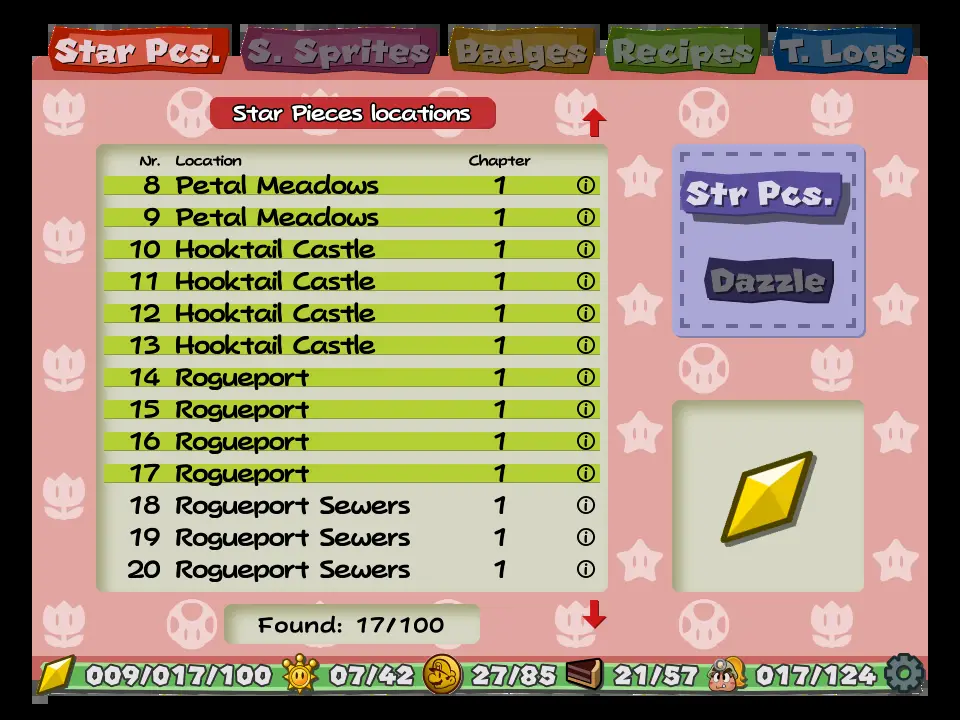 Star Pcs. S. Sprites Badges Recipes T. Logs
Star Pieces locations
Nr. Location Chapter
8 Petal Meadows 1
9 Petal Meadows 1
10 Hooktail Castle 1
11 Hooktail Castle 1
12 Hooktail Castle 1
13 Hooktail Castle 1
14 Rogueport 1
15 Rogueport 1
16 Rogueport 1
17 Rogueport 1
18 Rogueport Sewers 1
19 Rogueport Sewers 1
20 Rogueport Sewers 1
Str Pcs.
Dazzle
Found: 17/100
009/017/100 07/42 27/85 21/57 017/124